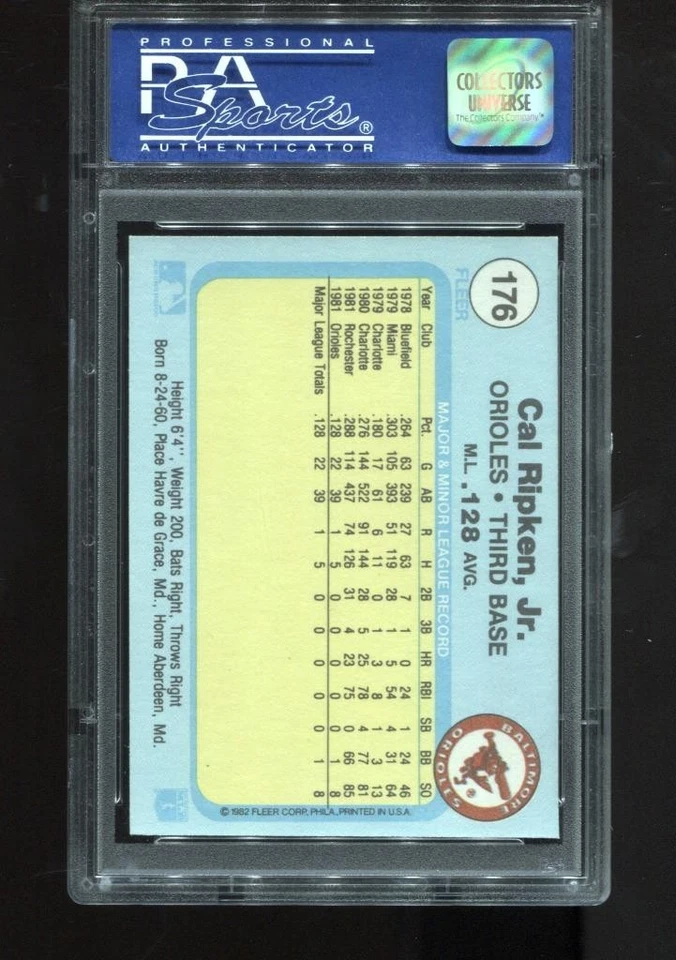 PROFESSIONAL
PSA
Sports®
AUTHENTICATOR
COLLECTORS
UNIVERSE
The Collectors Company™
176
FLEER
Cal Ripken, Jr.
ORIOLES • THIRD BASE
M.L. .128 AVG.
BALTIMORE
ORIOLES
®
MAJOR & MINOR LEAGUE RECORD
Year Club Pct. G AB R H 2B 3B HR RBI SB BB SO
1978 Bluefield .264 63 239 27 63 7 1 0 24 1 24 46
1979 Miami .303 105 393 51 119 28 1 5 54 4 31 64
1979 Charlotte .180 17 61 6 11 0 1 3 8 1 3 13
1980 Charlotte .276 144 522 91 144 28 5 25 78 4 77 81
1981 Rochester .288 114 437 74 126 31 4 23 75 0 66 85
1981 Orioles .128 22 39 1 5 0 0 0 0 0 1 8
Major League Totals .128 22 39 1 5 0 0 0 0 0 1 8
© 1982 FLEER CORP., PHILA., PRINTED IN U.S.A.
Height 6'4", Weight 200, Bats Right, Throws Right
Born 8-24-60, Place Havre de Grace, Md., Home Aberdeen, Md.